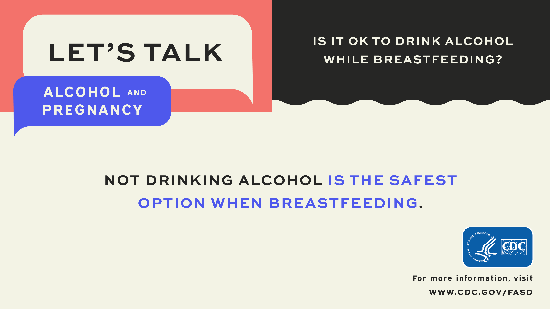 LET'S TALK
ALCOHOL AND
PREGNANCY
IS IT OK TO DRINK ALCOHOL
WHILE BREASTFEEDING?
NOT DRINKING ALCOHOL IS THE SAFEST
OPTION WHEN BREASTFEEDING.
CDC
For more information, visit
WWW.CDC.GOV/FASD